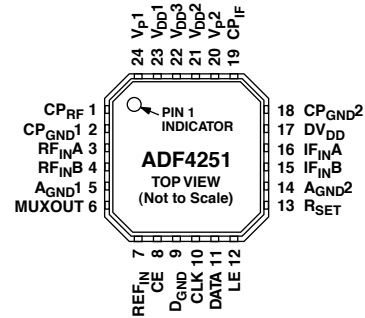 24 VP1
23 VDD1
22 VDD3
21 VDD2
20 VP2
19 CPIF
CPRF 1
CPGND1 2
RFINA 3
RFINB 4
AGND1 5
MUXOUT 6
PIN 1
INDICATOR
ADF4251
TOP VIEW
(Not to Scale)
18 CPGND2
17 DVDD
16 IFINA
15 IFINB
14 AGND2
13 RSET
REFIN 7
CE 8
DGND 9
CLK 10
DATA 11
LE 12